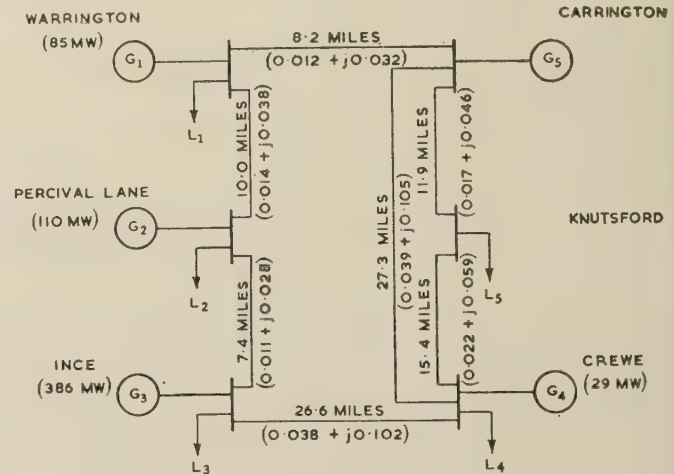 WARRINGTON
(85 MW)
G1
L1
8·2 MILES
(0·012 + j0·032)
CARRINGTON
G5
10·0 MILES
(0·014 + j0·038)
27·3 MILES
(0·039 + j0·105)
11·9 MILES
(0·017 + j0·046)
PERCIVAL LANE
(110 MW)
G2
L2
KNUTSFORD
L5
7·4 MILES
(0·011 + j0·028)
15·4 MILES
(0·022 + j0·059)
INCE
(386 MW)
G3
L3
26·6 MILES
(0·038 + j0·102)
CREWE
(29 MW)
G4
L4